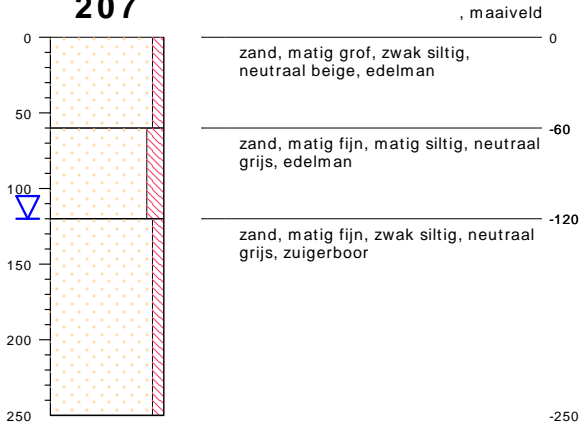 207
, maaiveld
0
0
zand, matig grof, zwak siltig,
neutraal beige, edelman
50
-60
zand, matig fijn, matig siltig, neutraal
grijs, edelman
100
-120
zand, matig fijn, zwak siltig, neutraal
grijs, zuigerboor
150
200
250
-250